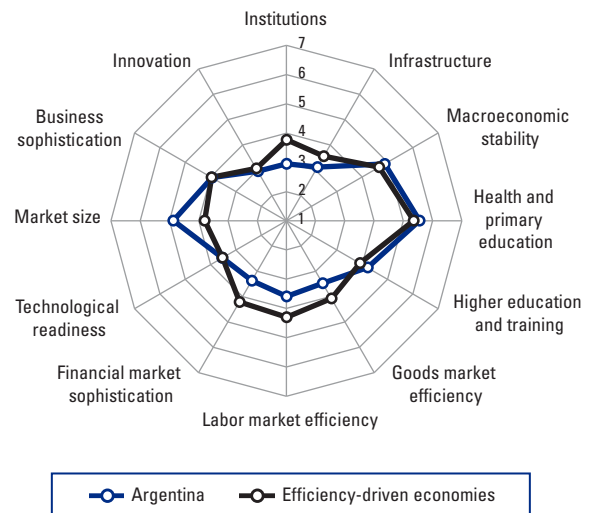 Institutions
7
6
5
4
3
2
1
Infrastructure
Macroeconomic
stability
Health and
primary
education
Higher education
and training
Goods market
efficiency
Labor market efficiency
Financial market
sophistication
Technological
readiness
Market size
Business
sophistication
Innovation
Argentina
Efficiency-driven economies